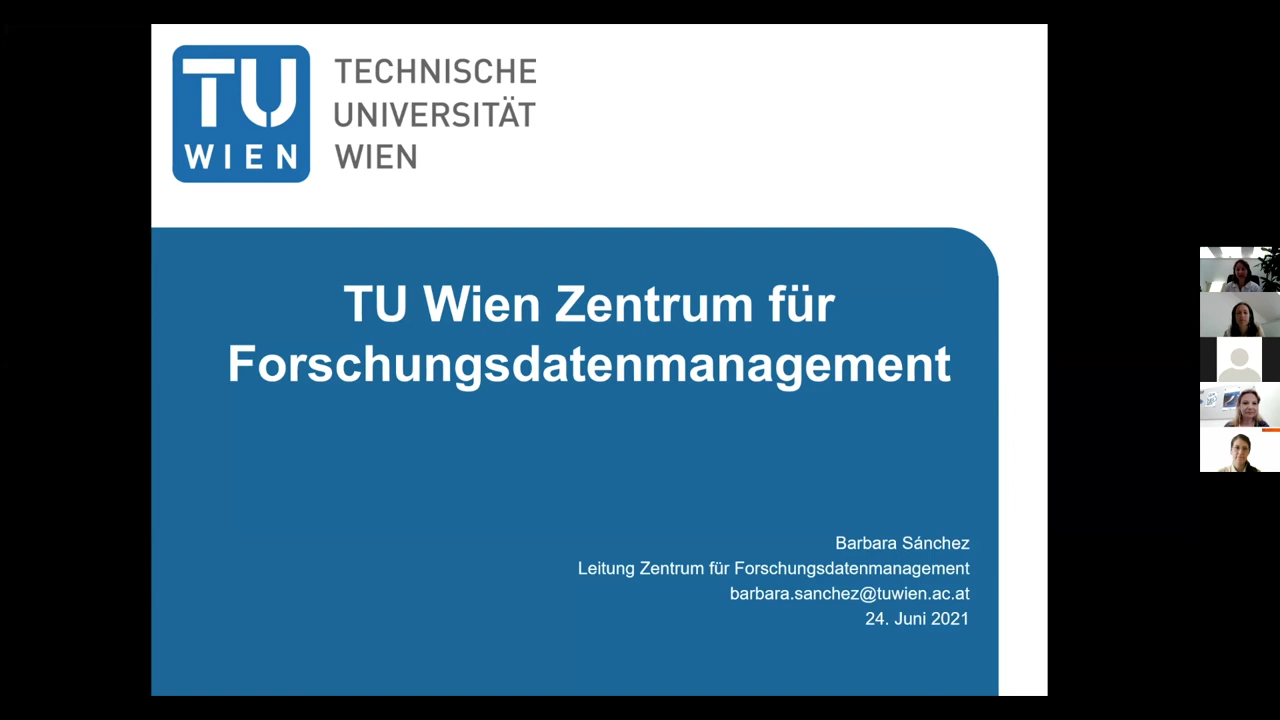 TU
WIEN
TECHNISCHE
UNIVERSITÄT
WIEN
TU Wien Zentrum für
Forschungsdatenmanagement
Barbara Sánchez
Leitung Zentrum für Forschungsdatenmanagement
barbara.sanchez@tuwien.ac.at
24. Juni 2021